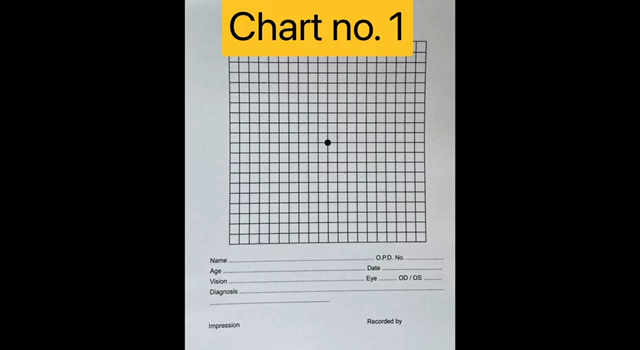 Chart no. 1
Name O.P.D. No.
Age Date
Vision Eye OD / OS
Diagnosis
Impression Recorded by